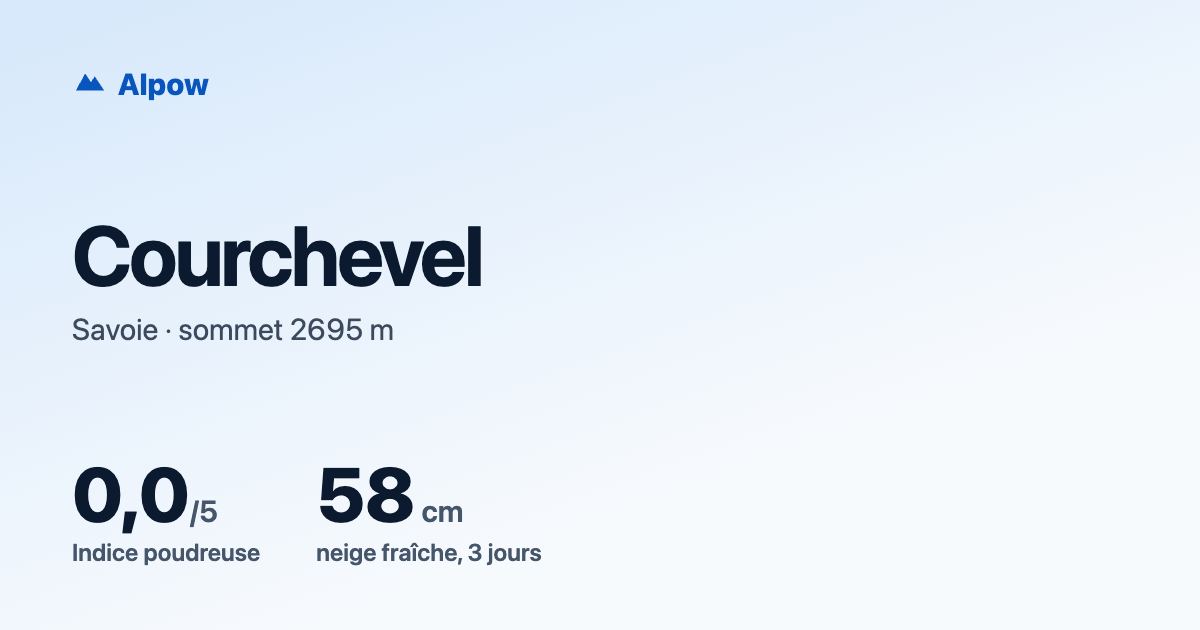 Alpow
Courchevel
Savoie · sommet 2695 m
0,0/5 58 cm
Indice poudreuse neige fraîche, 3 jours